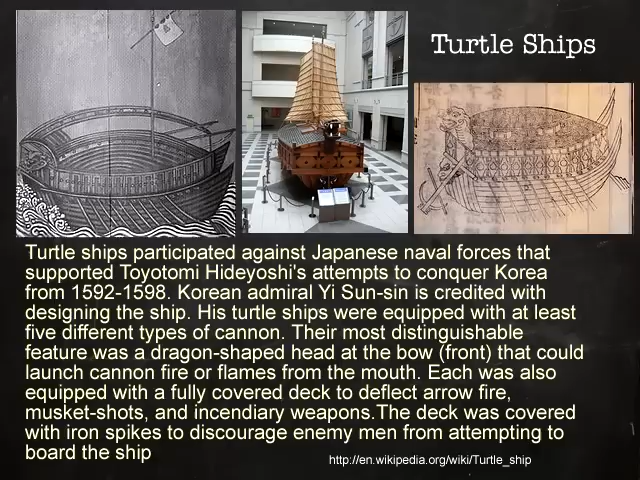 Turtle Ships
Turtle ships participated against Japanese naval forces that
supported Toyotomi Hideyoshi's attempts to conquer Korea
from 1592-1598. Korean admiral Yi Sun-sin is credited with
designing the ship. His turtle ships were equipped with at least
five different types of cannon. Their most distinguishable
feature was a dragon-shaped head at the bow (front) that could
launch cannon fire or flames from the mouth. Each was also
equipped with a fully covered deck to deflect arrow fire,
musket-shots, and incendiary weapons.The deck was covered
with iron spikes to discourage enemy men from attempting to
board the ship
http://en.wikipedia.org/wiki/Turtle_ship